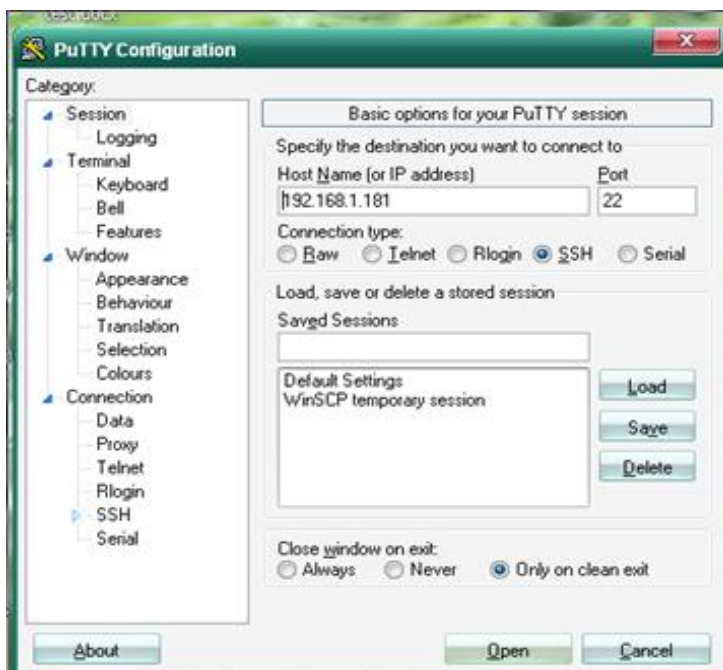 PuTTY Configuration
Category:
Session
Logging
Terminal
Keyboard
Bell
Features
Window
Appearance
Behaviour
Translation
Selection
Colours
Connection
Data
Proxy
Telnet
Rlogin
SSH
Serial
Basic options for your PuTTY session
Specify the destination you want to connect to
Host Name (or IP address) Port
192.168.1.181 22
Connection type:
Raw Telnet Rlogin SSH Serial
Load, save or delete a stored session
Saved Sessions
Default Settings
WinSCP temporary session
Load
Save
Delete
Close window on exit:
Always Never Only on clean exit
About Open Cancel